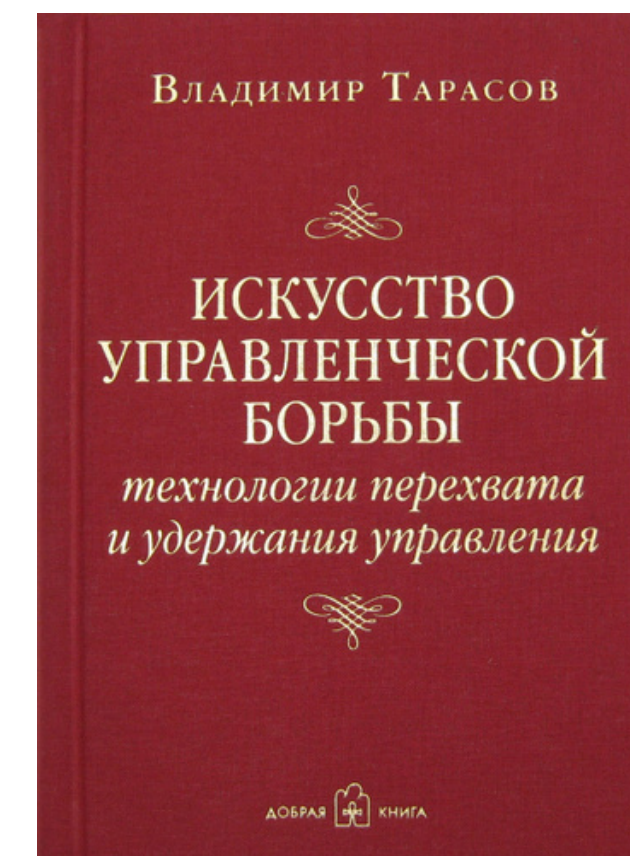 Владимир Тарасов
ИСКУССТВО
УПРАВЛЕНЧЕСКОЙ
БОРЬБЫ
технологии перехвата
и удержания управления
ДОБРАЯ КНИГА